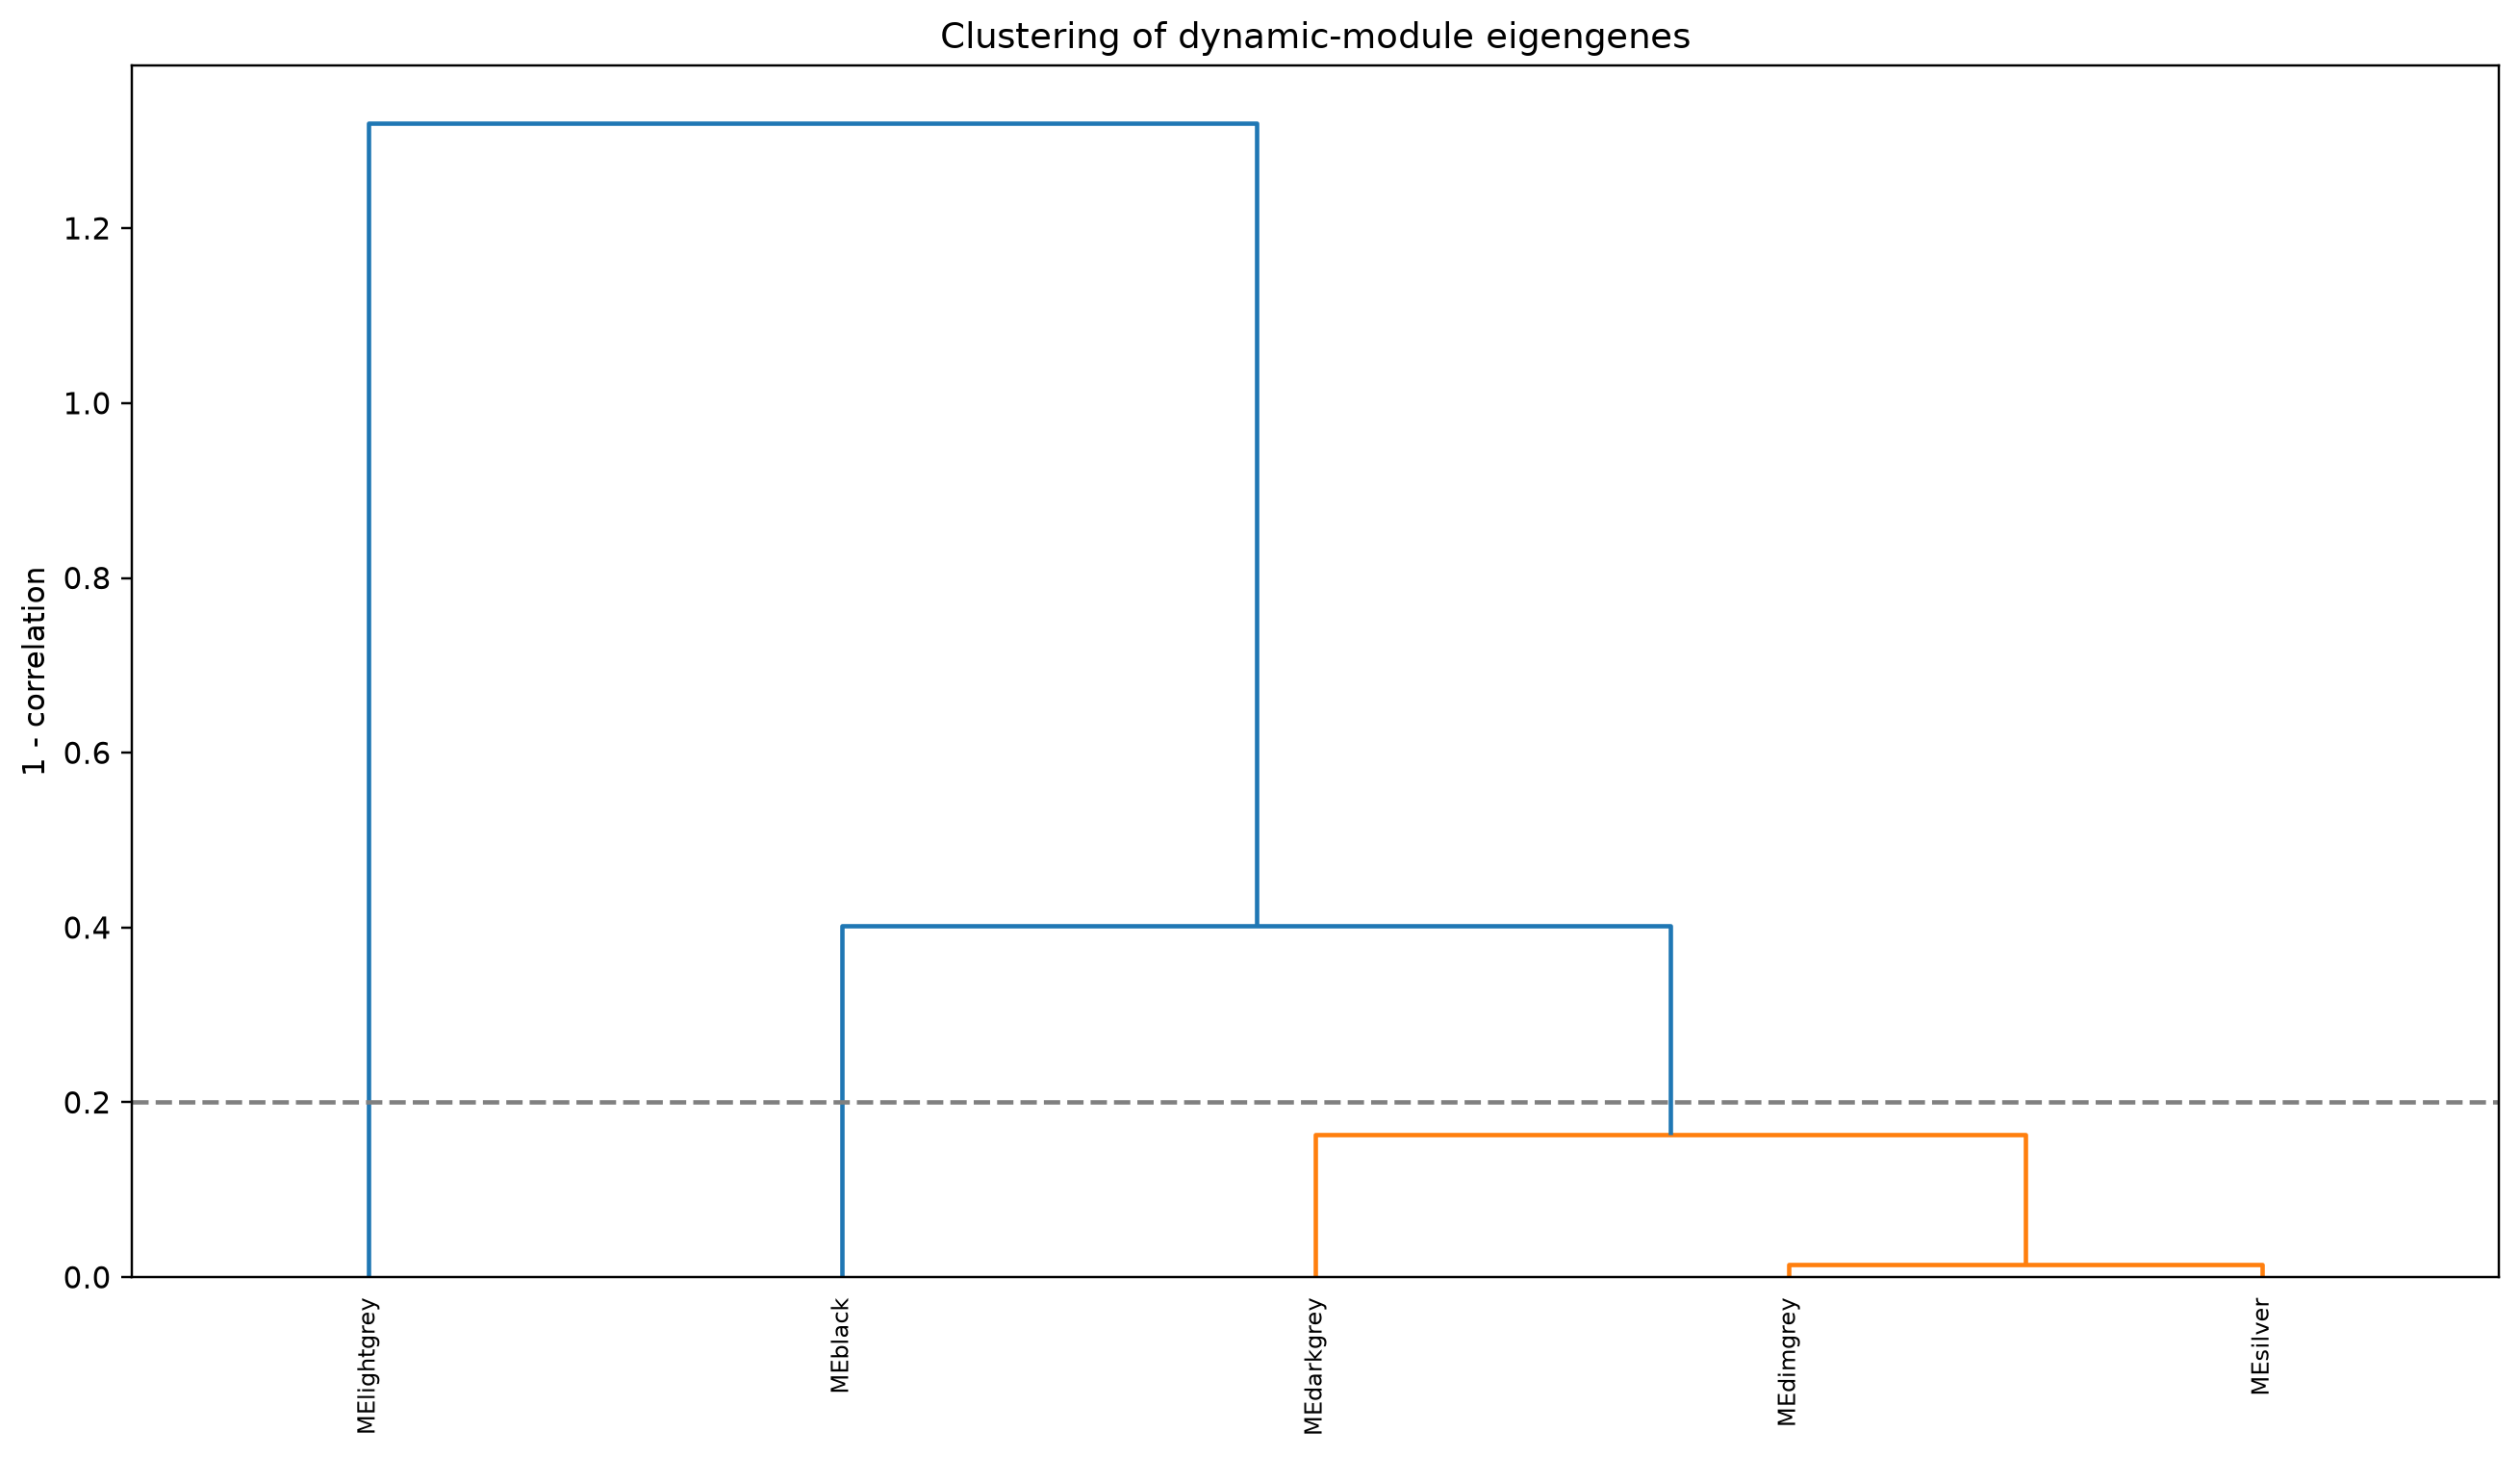 Clustering of dynamic-module eigengenes
1 - correlation
1.2
1.0
0.8
0.6
0.4
0.2
0.0
MElightgrey
MEblack
MEdarkgrey
MEdimgrey
MEsilver